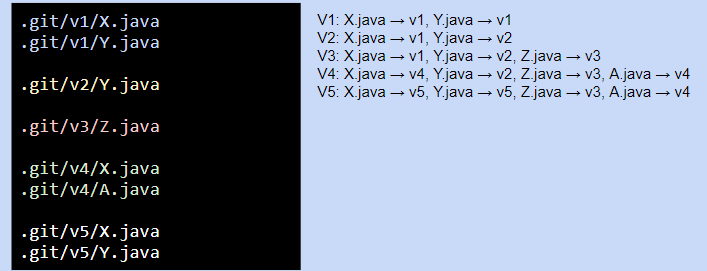 .git/v1/X.java
.git/v1/Y.java
.git/v2/Y.java
.git/v3/Z.java
.git/v4/X.java
.git/v4/A.java
.git/v5/X.java
.git/v5/Y.java
V1: X.java → v1, Y.java → v1
V2: X.java → v1, Y.java → v2
V3: X.java → v1, Y.java → v2, Z.java → v3
V4: X.java → v4, Y.java → v2, Z.java → v3, A.java → v4
V5: X.java → v5, Y.java → v5, Z.java → v3, A.java → v4